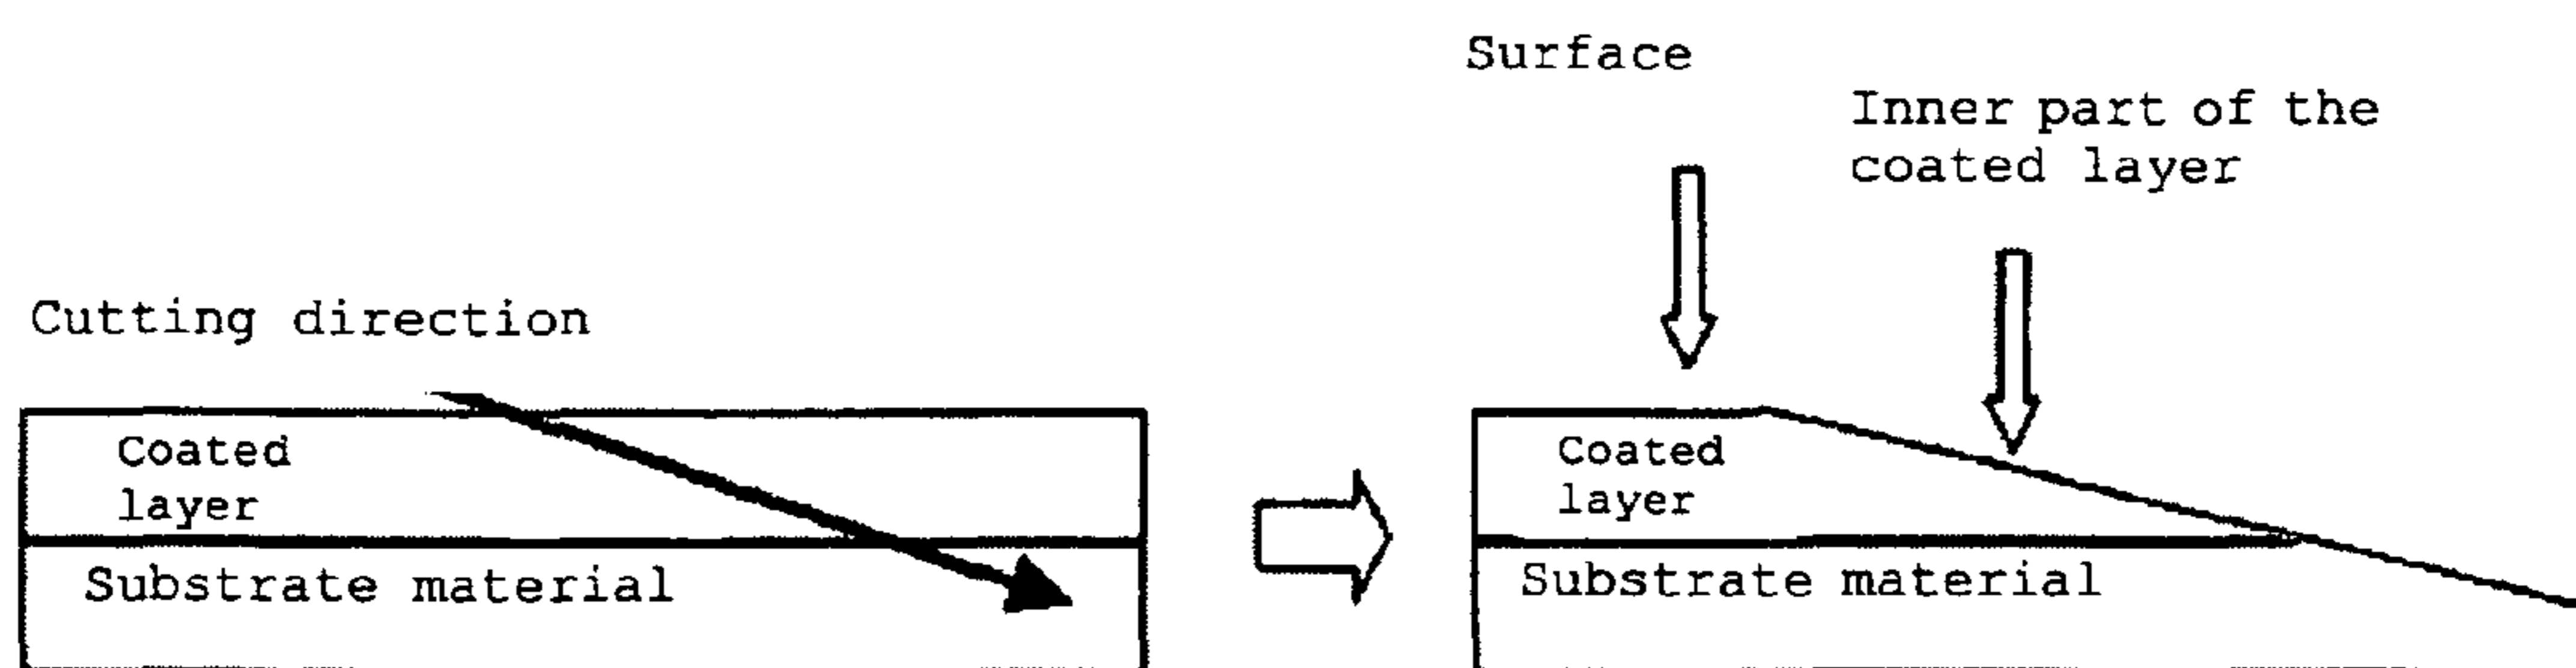 Surface
Inner part of the
coated layer
Cutting direction
Coated
layer
Substrate material
Coated
layer
Substrate material